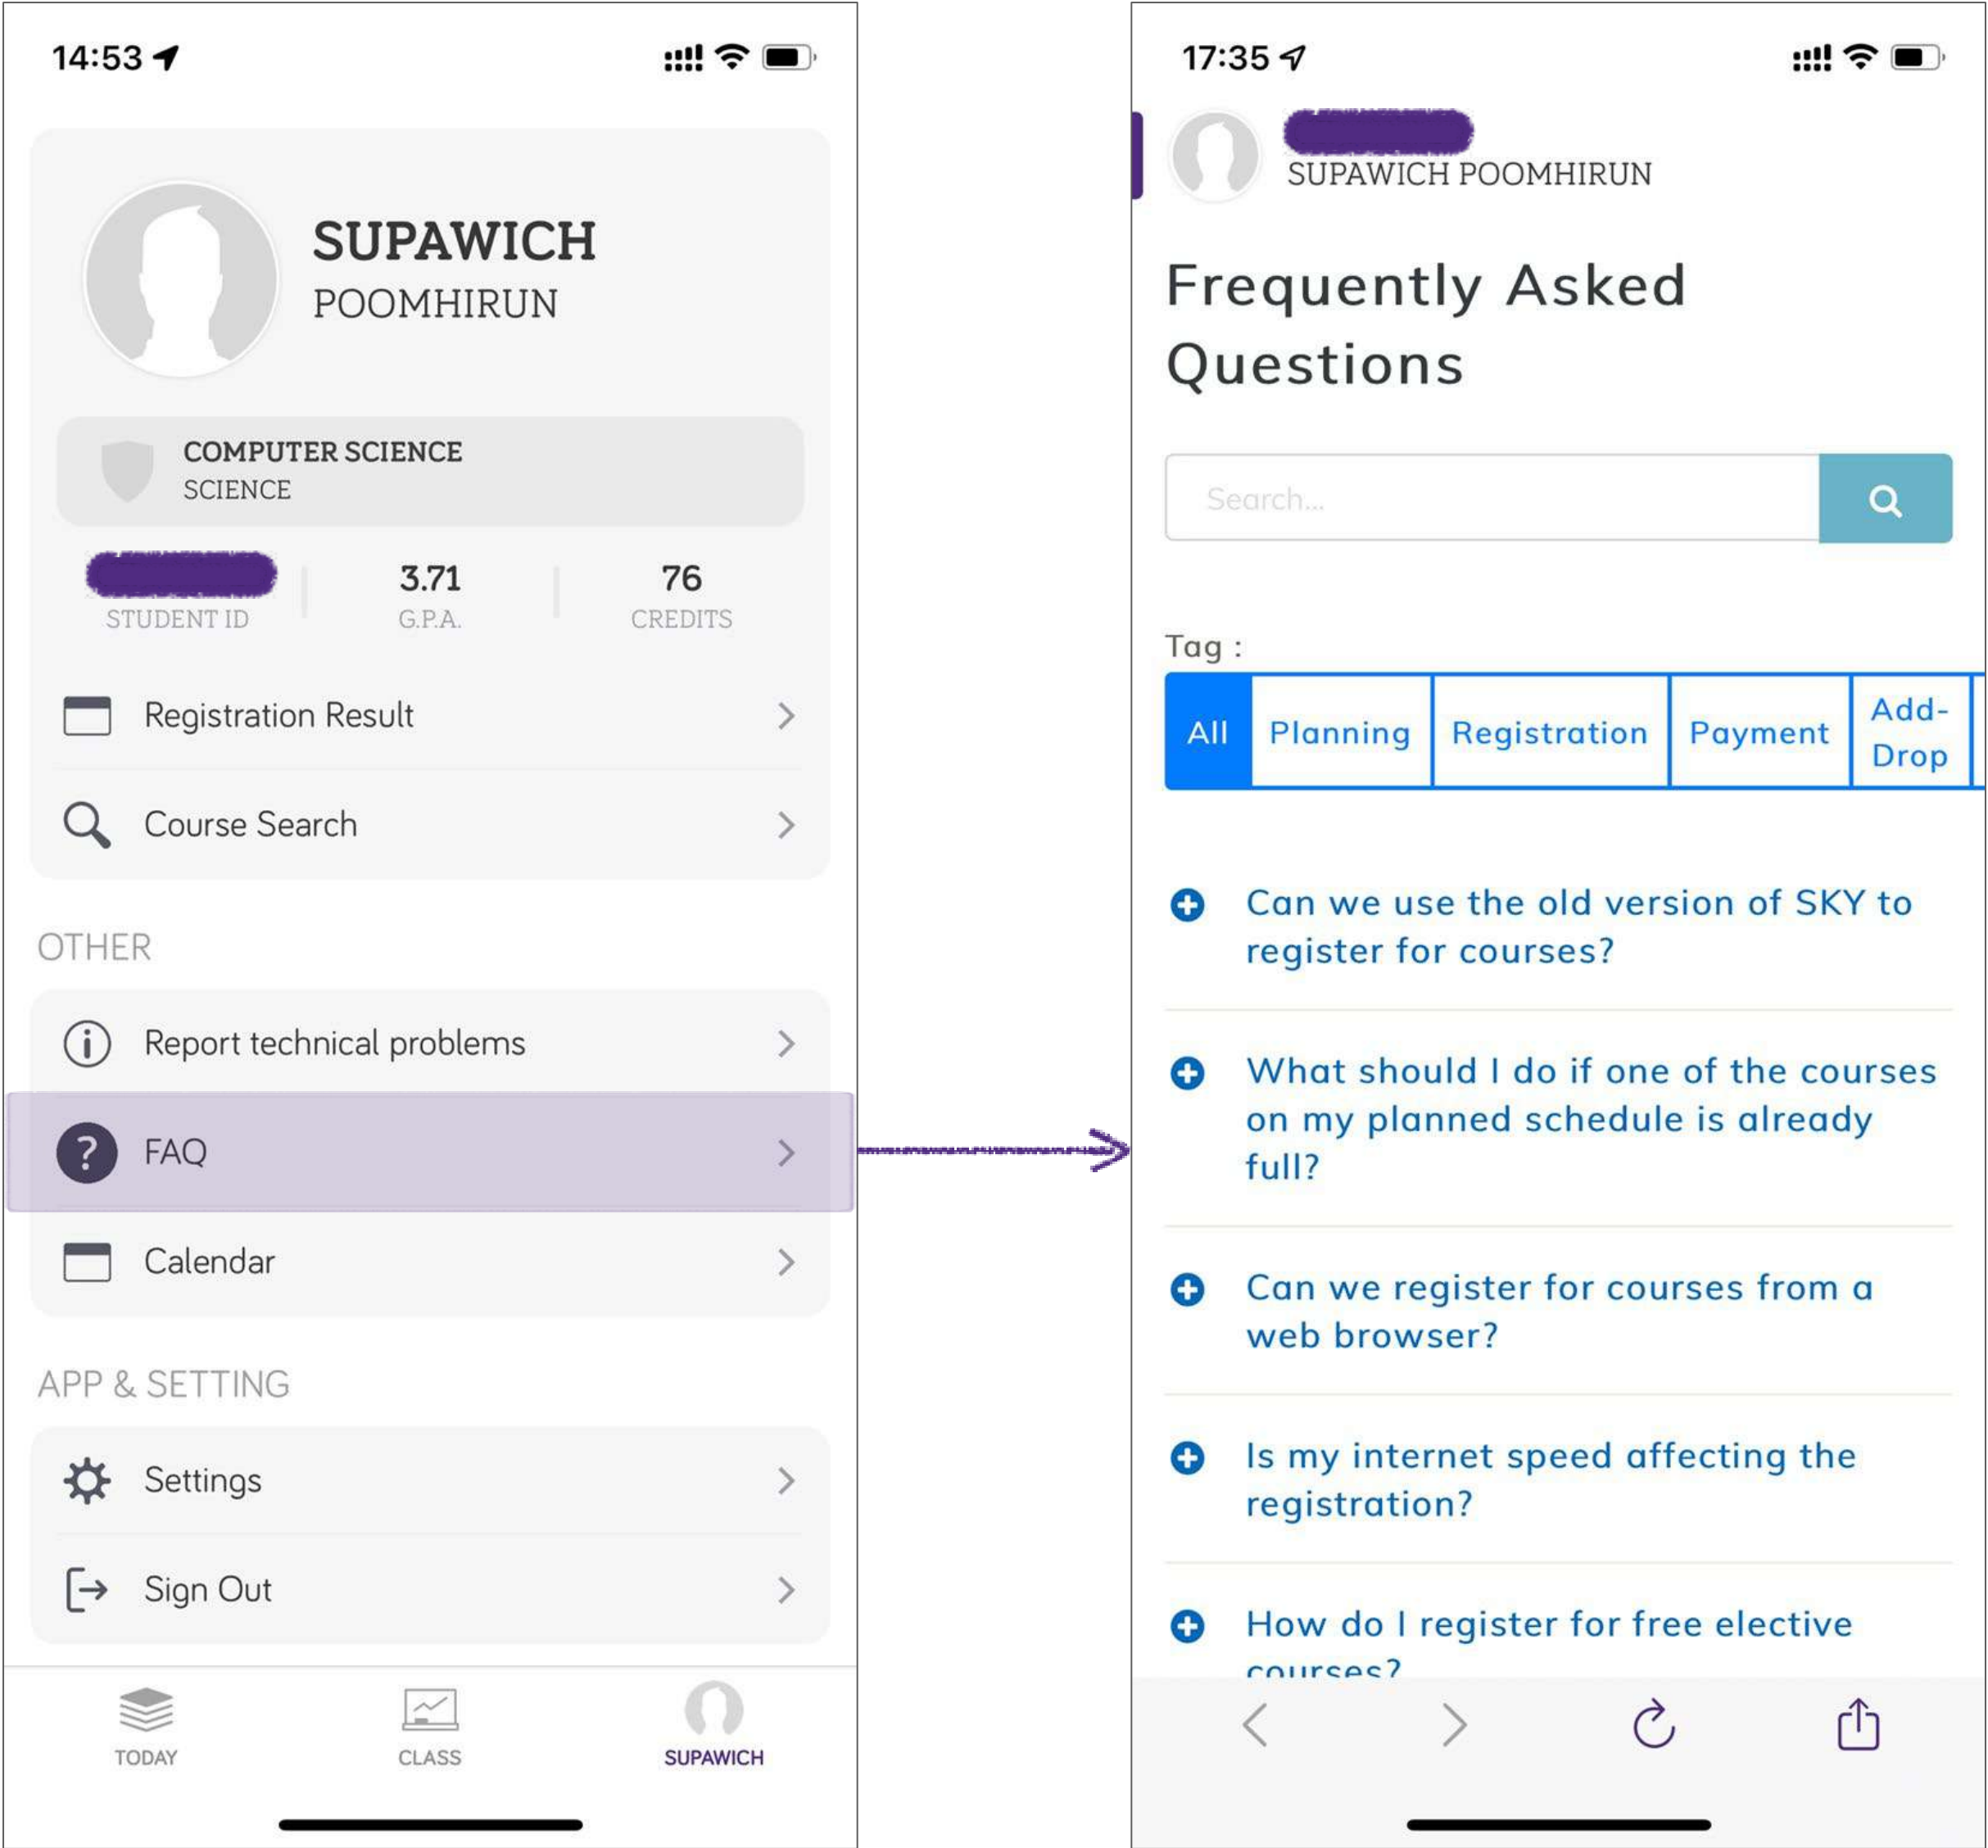 14:53
SUPAWICH
POOMHIRUN
COMPUTER SCIENCE
SCIENCE
3.71
76
STUDENT ID
G.P.A.
CREDITS
Registration Result
Course Search
OTHER
Report technical problems
FAQ
Calendar
APP & SETTING
Settings
Sign Out
TODAY
CLASS
SUPAWICH
17:35
SUPAWICH POOMHIRUN
Frequently Asked
Questions
Search...
Tag :
All
Planning
Registration
Payment
Add-
Drop
Can we use the old version of SKY to
register for courses?
What should I do if one of the courses
on my planned schedule is already
full?
Can we register for courses from a
web browser?
Is my internet speed affecting the
registration?
How do I register for free elective
courses?